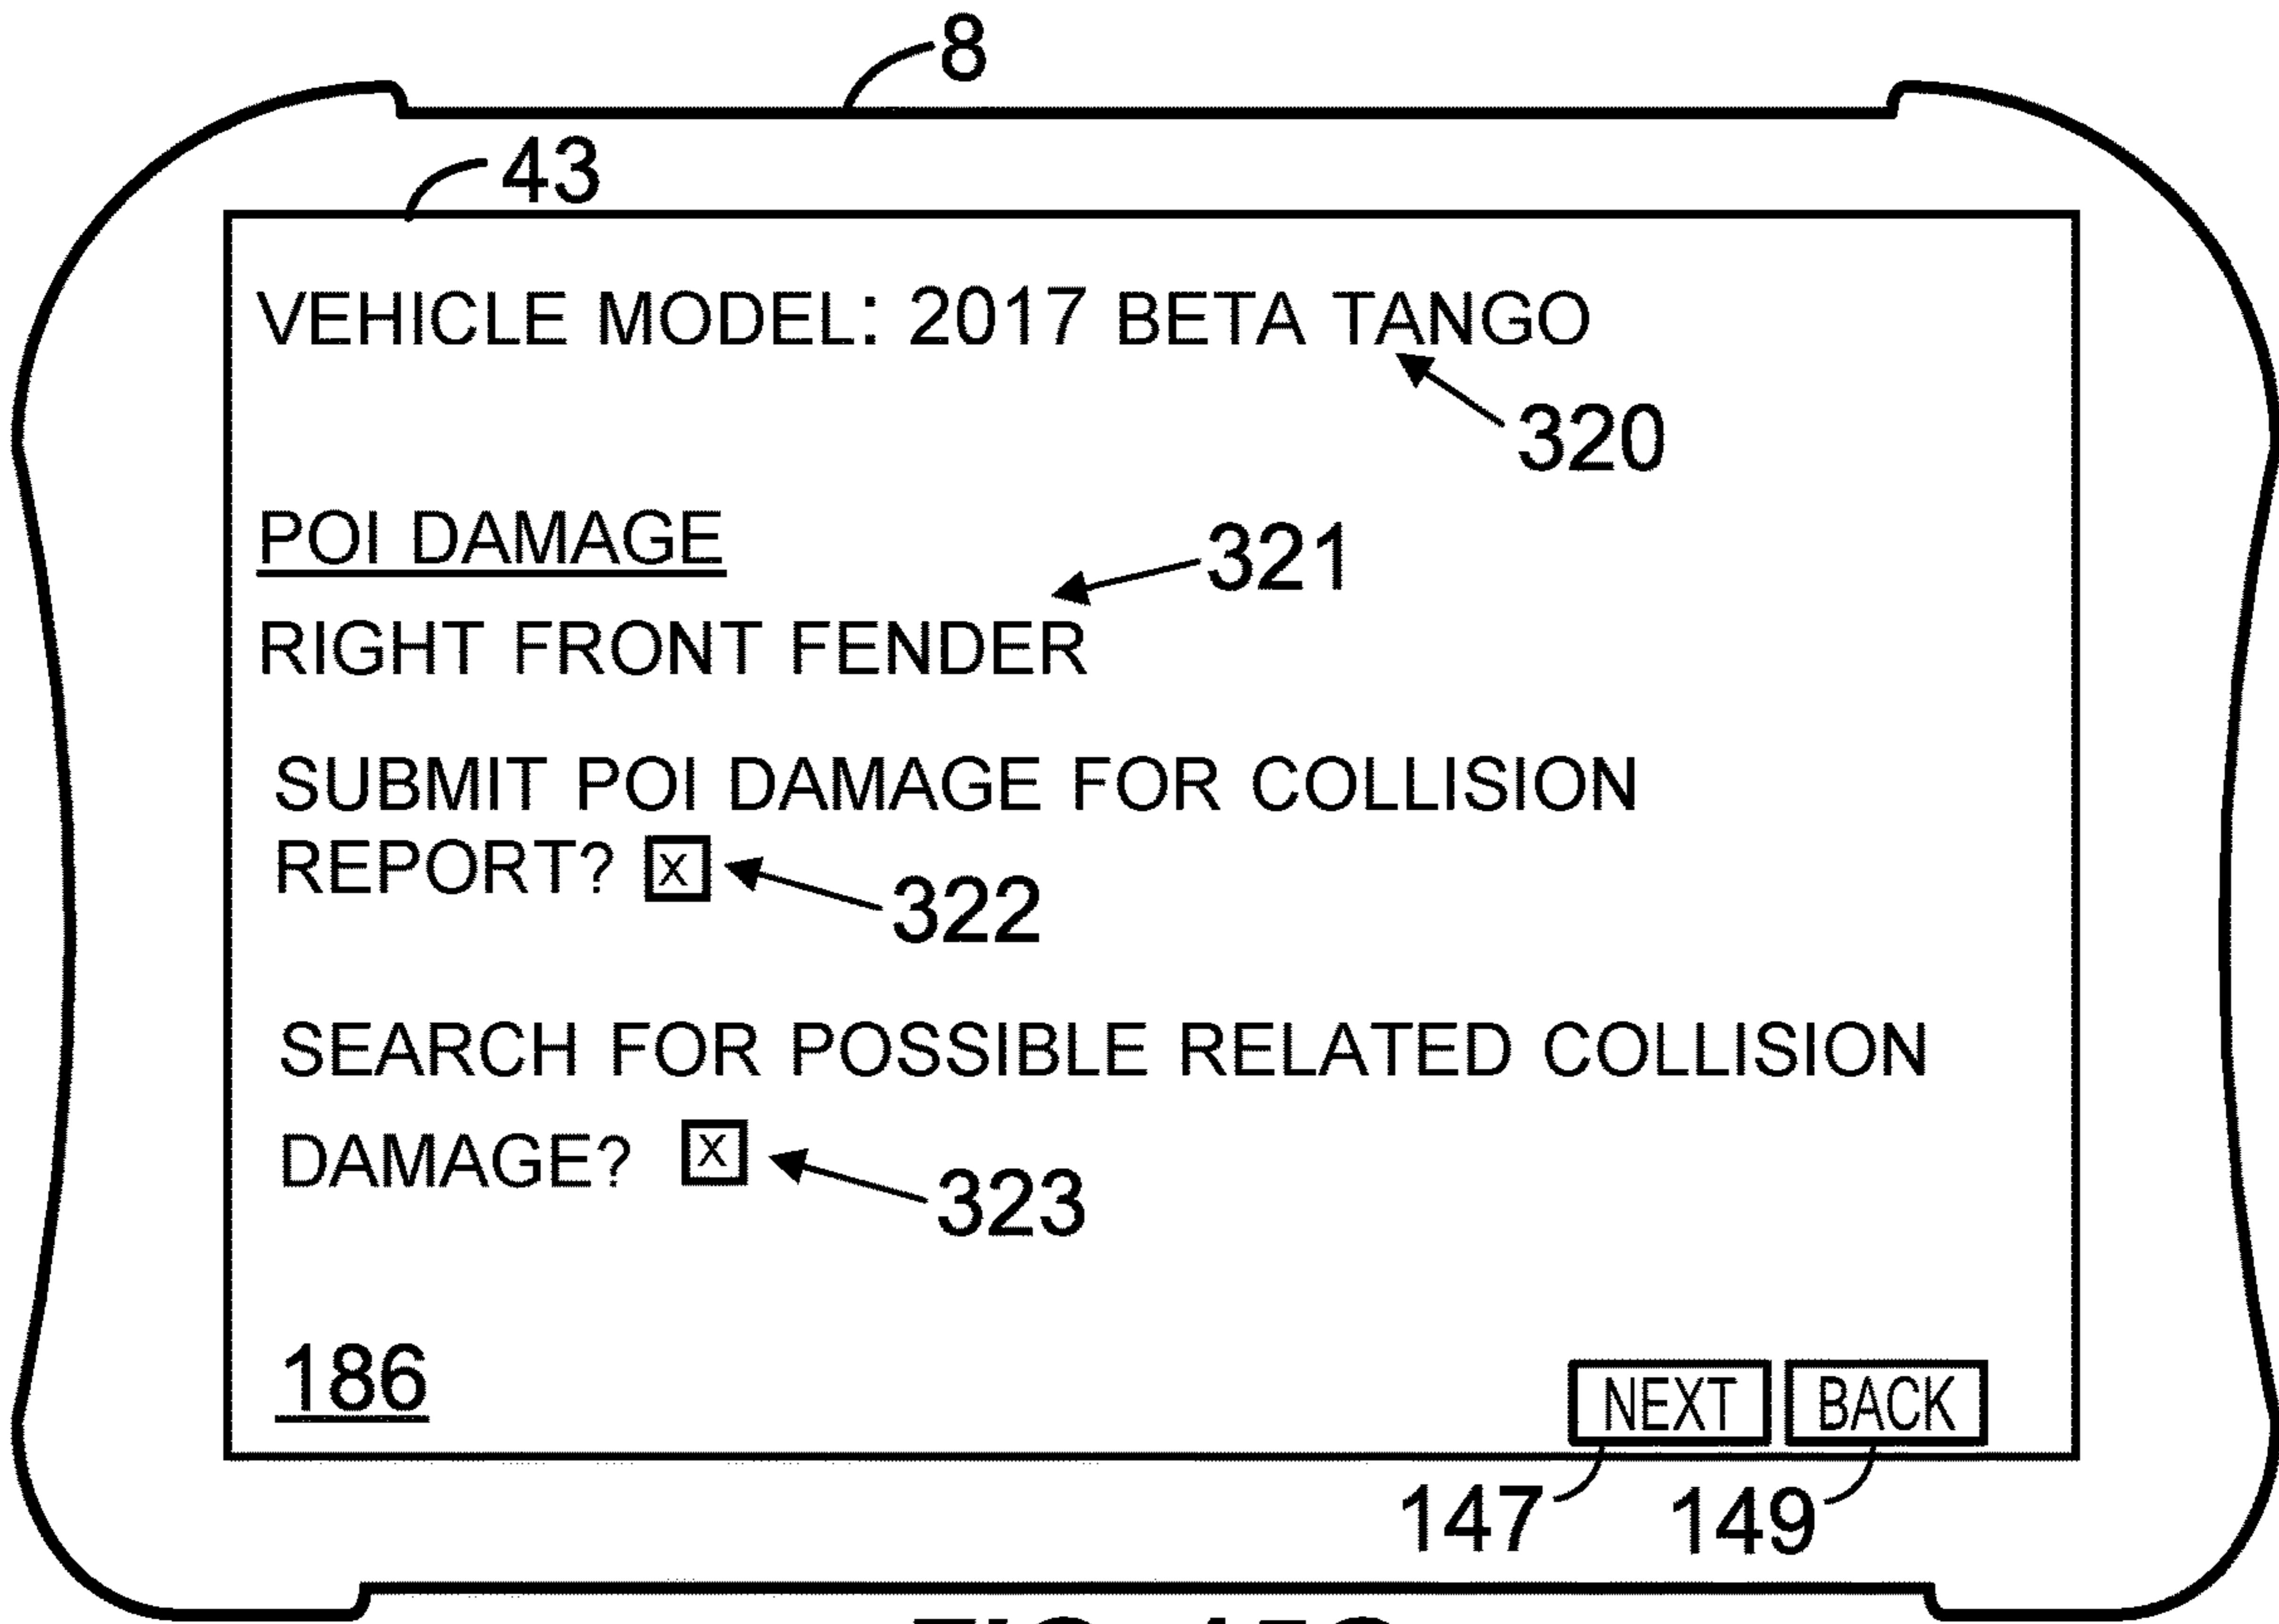 8
43
VEHICLE MODEL: 2017 BETA TANGO
320
POI DAMAGE
321
RIGHT FRONT FENDER
SUBMIT POI DAMAGE FOR COLLISION
REPORT? X
322
SEARCH FOR POSSIBLE RELATED COLLISION
DAMAGE? X
323
186
NEXT BACK
147 149